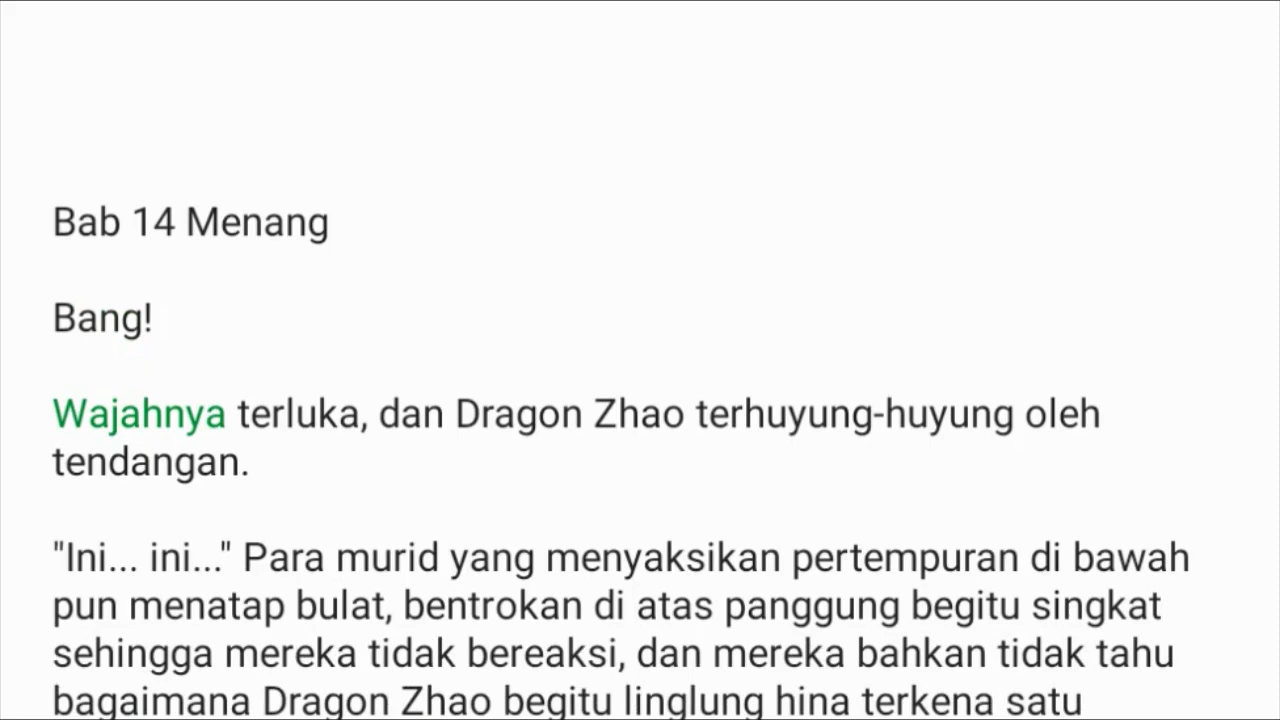 Bab 14 Menang
Bang!
Wajahnya terluka, dan Dragon Zhao terhuyung-huyung oleh
tendangan.
"Ini... ini..." Para murid yang menyaksikan pertempuran di bawah
pun menatap bulat, bentrokan di atas panggung begitu singkat
sehingga mereka tidak bereaksi, dan mereka bahkan tidak tahu
bagaimana Dragon Zhao begitu linglung hina terkena satu